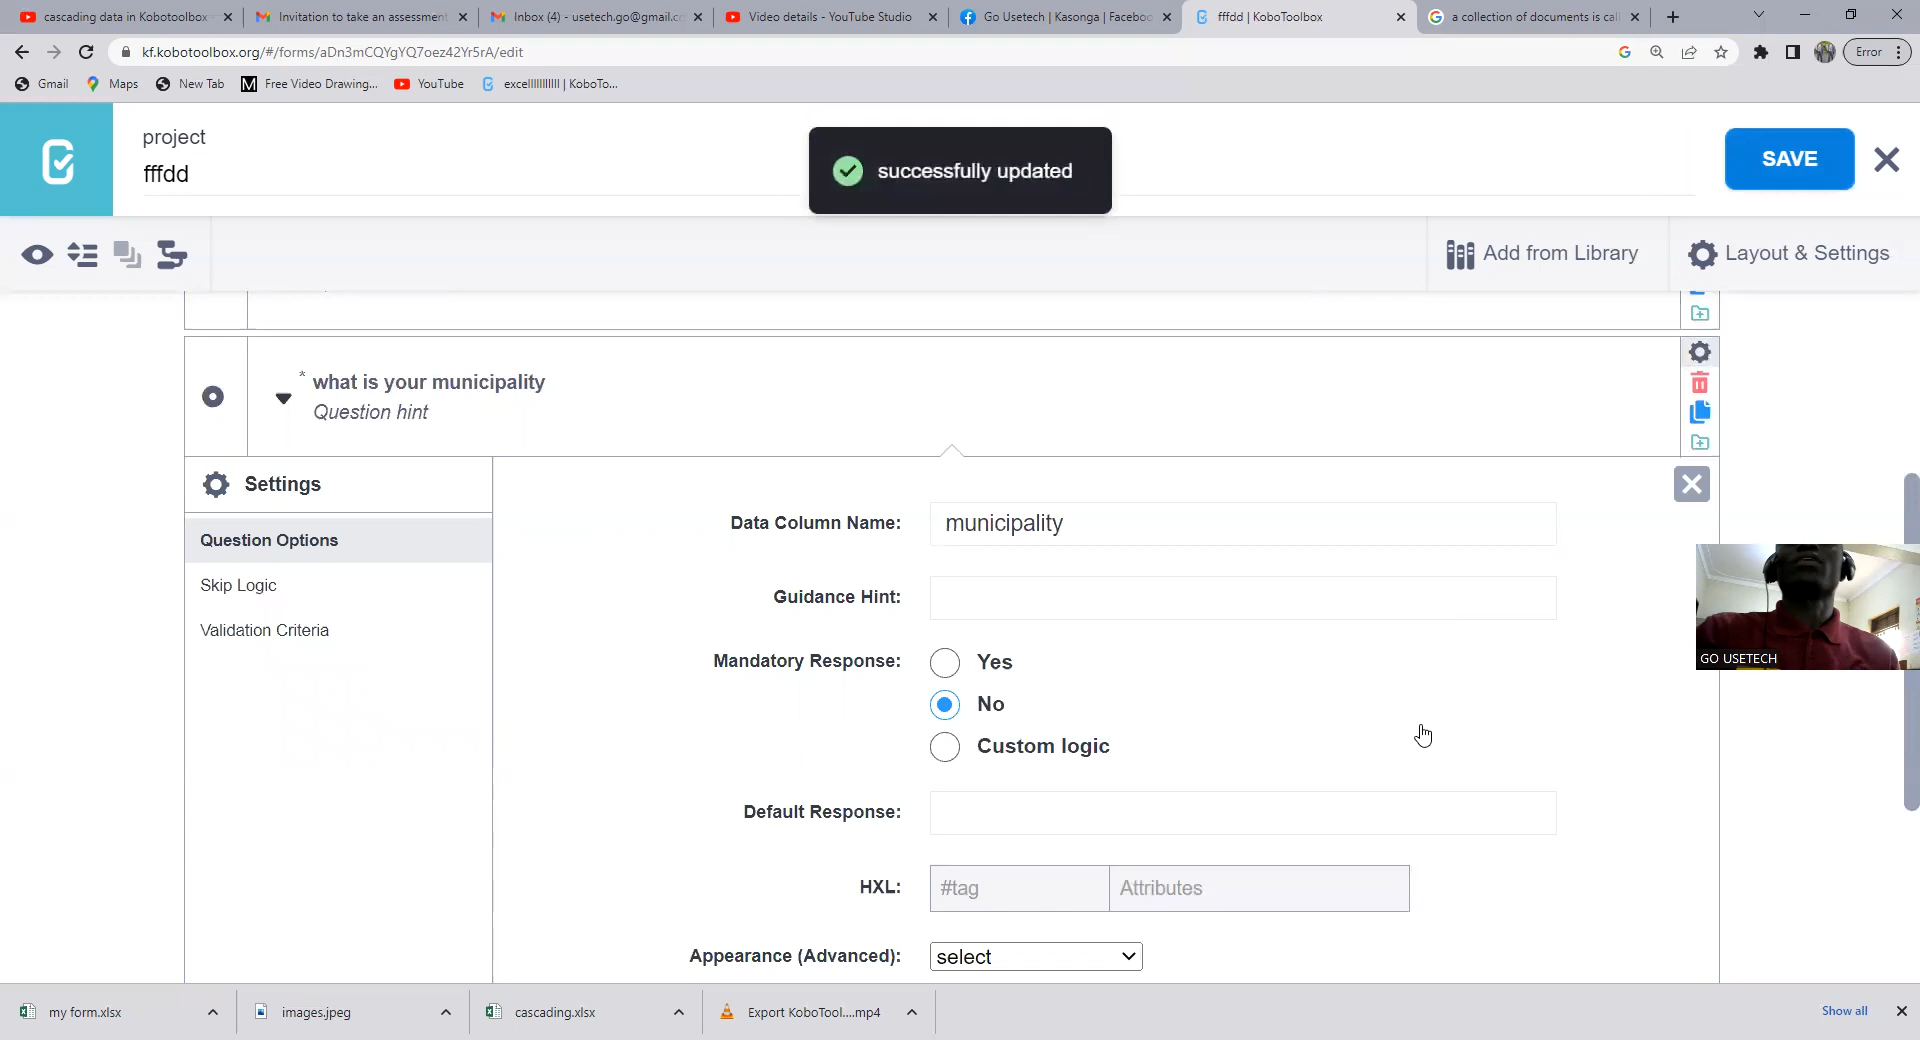 cascading data in Kobotoolbox
Invitation to take an assessment
Inbox (4) - usetech.go@gmail.c
Video details - YouTube Studio
Go Usetech | Kasonga | Faceboo
fffdd | KoboToolbox
a collection of documents is cal
kf.kobotoolbox.org/#/forms/aDn3mCQYgYQ7oez42Yr5rA/edit
Error
Gmail
Maps
New Tab
Free Video Drawing...
YouTube
excelllllllllll | KoboTo...
project
fffdd
successfully updated
SAVE
Add from Library
Layout & Settings
* what is your municipality
Question hint
Settings
Question Options
Skip Logic
Validation Criteria
Data Column Name:
municipality
Guidance Hint:
Mandatory Response:
Yes
No
Custom logic
Default Response:
HXL:
#tag
Attributes
Appearance (Advanced):
select
GO USETECH
my form.xlsx
images.jpeg
cascading.xlsx
Export KoboTool....mp4
Show all